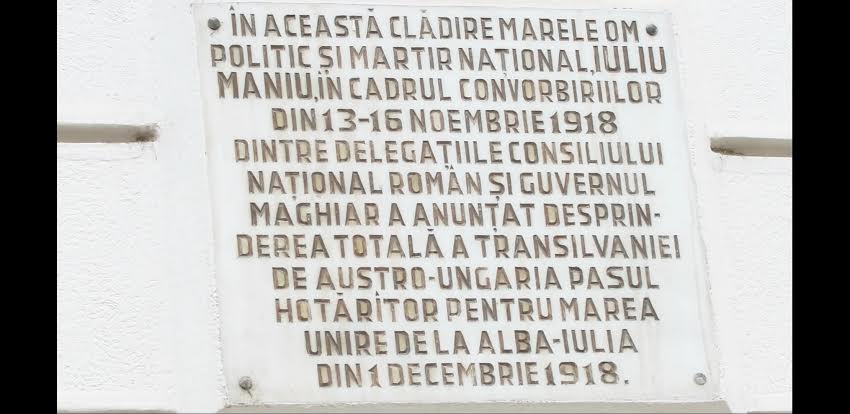 ÎN ACEASTĂ CLĂDIRE MARELE OM
POLITIC ȘI MARTIR NAȚIONAL, IULIU
MANIU, ÎN CADRUL CONVORBIRIILOR
DIN 13-16 NOEMBRIE 1918
DINTRE DELEGAȚIILE CONSILIULUI
NAȚIONAL ROMÂN ȘI GUVERNUL
MAGHIAR A ANUNȚAT DESPRIN-
DEREA TOTALĂ A TRANSILVANIEI
DE AUSTRO-UNGARIA PASUL
HOTĂRÎTOR PENTRU MAREA
UNIRE DE LA ALBA-IULIA
DIN 1 DECEMBRIE 1918.